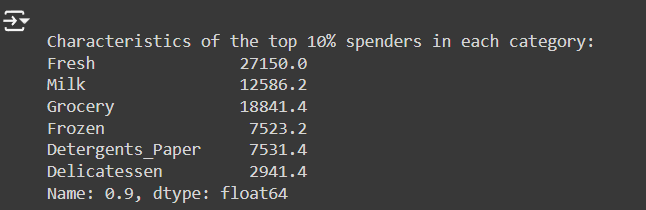 Characteristics of the top 10% spenders in each category:
Fresh 27150.0
Milk 12586.2
Grocery 18841.4
Frozen 7523.2
Detergents_Paper 7531.4
Delicatessen 2941.4
Name: 0.9, dtype: float64